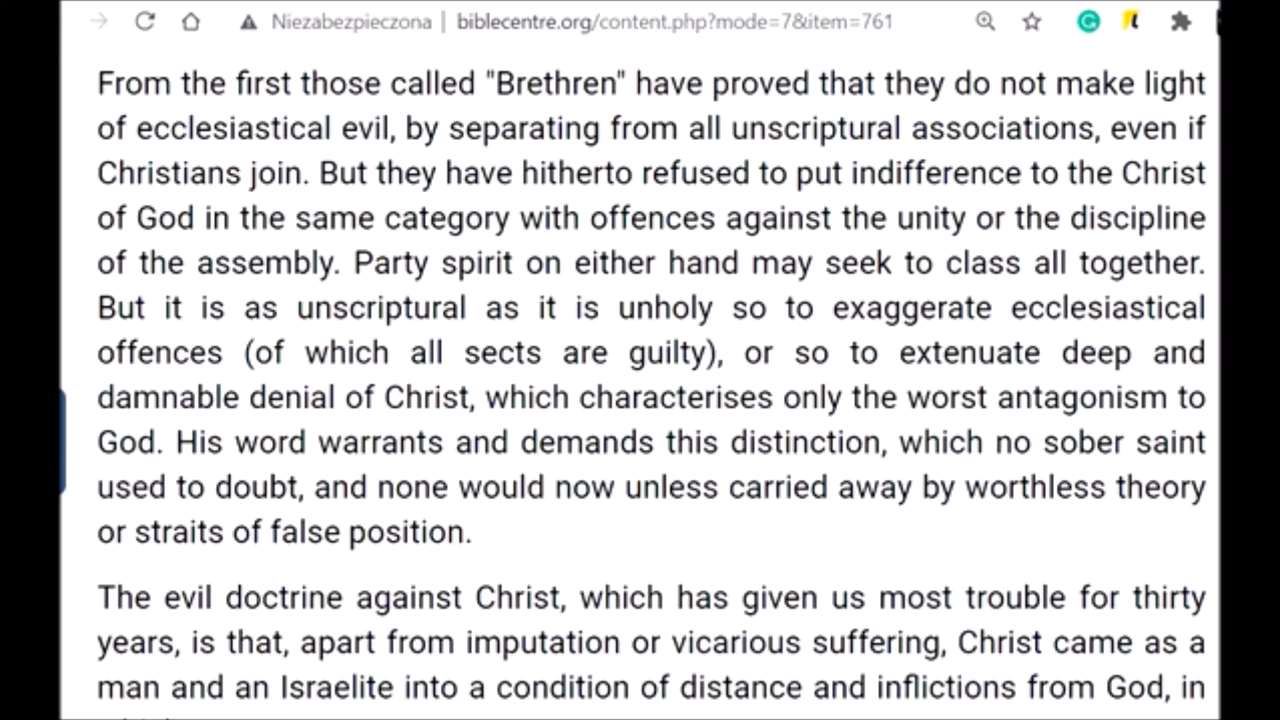 Niezabezpieczona | biblecentre.org/content.php?mode=7&item=761
From the first those called "Brethren" have proved that they do not make light
of ecclesiastical evil, by separating from all unscriptural associations, even if
Christians join. But they have hitherto refused to put indifference to the Christ
of God in the same category with offences against the unity or the discipline
of the assembly. Party spirit on either hand may seek to class all together.
But it is as unscriptural as it is unholy so to exaggerate ecclesiastical
offences (of which all sects are guilty), or so to extenuate deep and
damnable denial of Christ, which characterises only the worst antagonism to
God. His word warrants and demands this distinction, which no sober saint
used to doubt, and none would now unless carried away by worthless theory
or straits of false position.
The evil doctrine against Christ, which has given us most trouble for thirty
years, is that, apart from imputation or vicarious suffering, Christ came as a
man and an Israelite into a condition of distance and inflictions from God, in